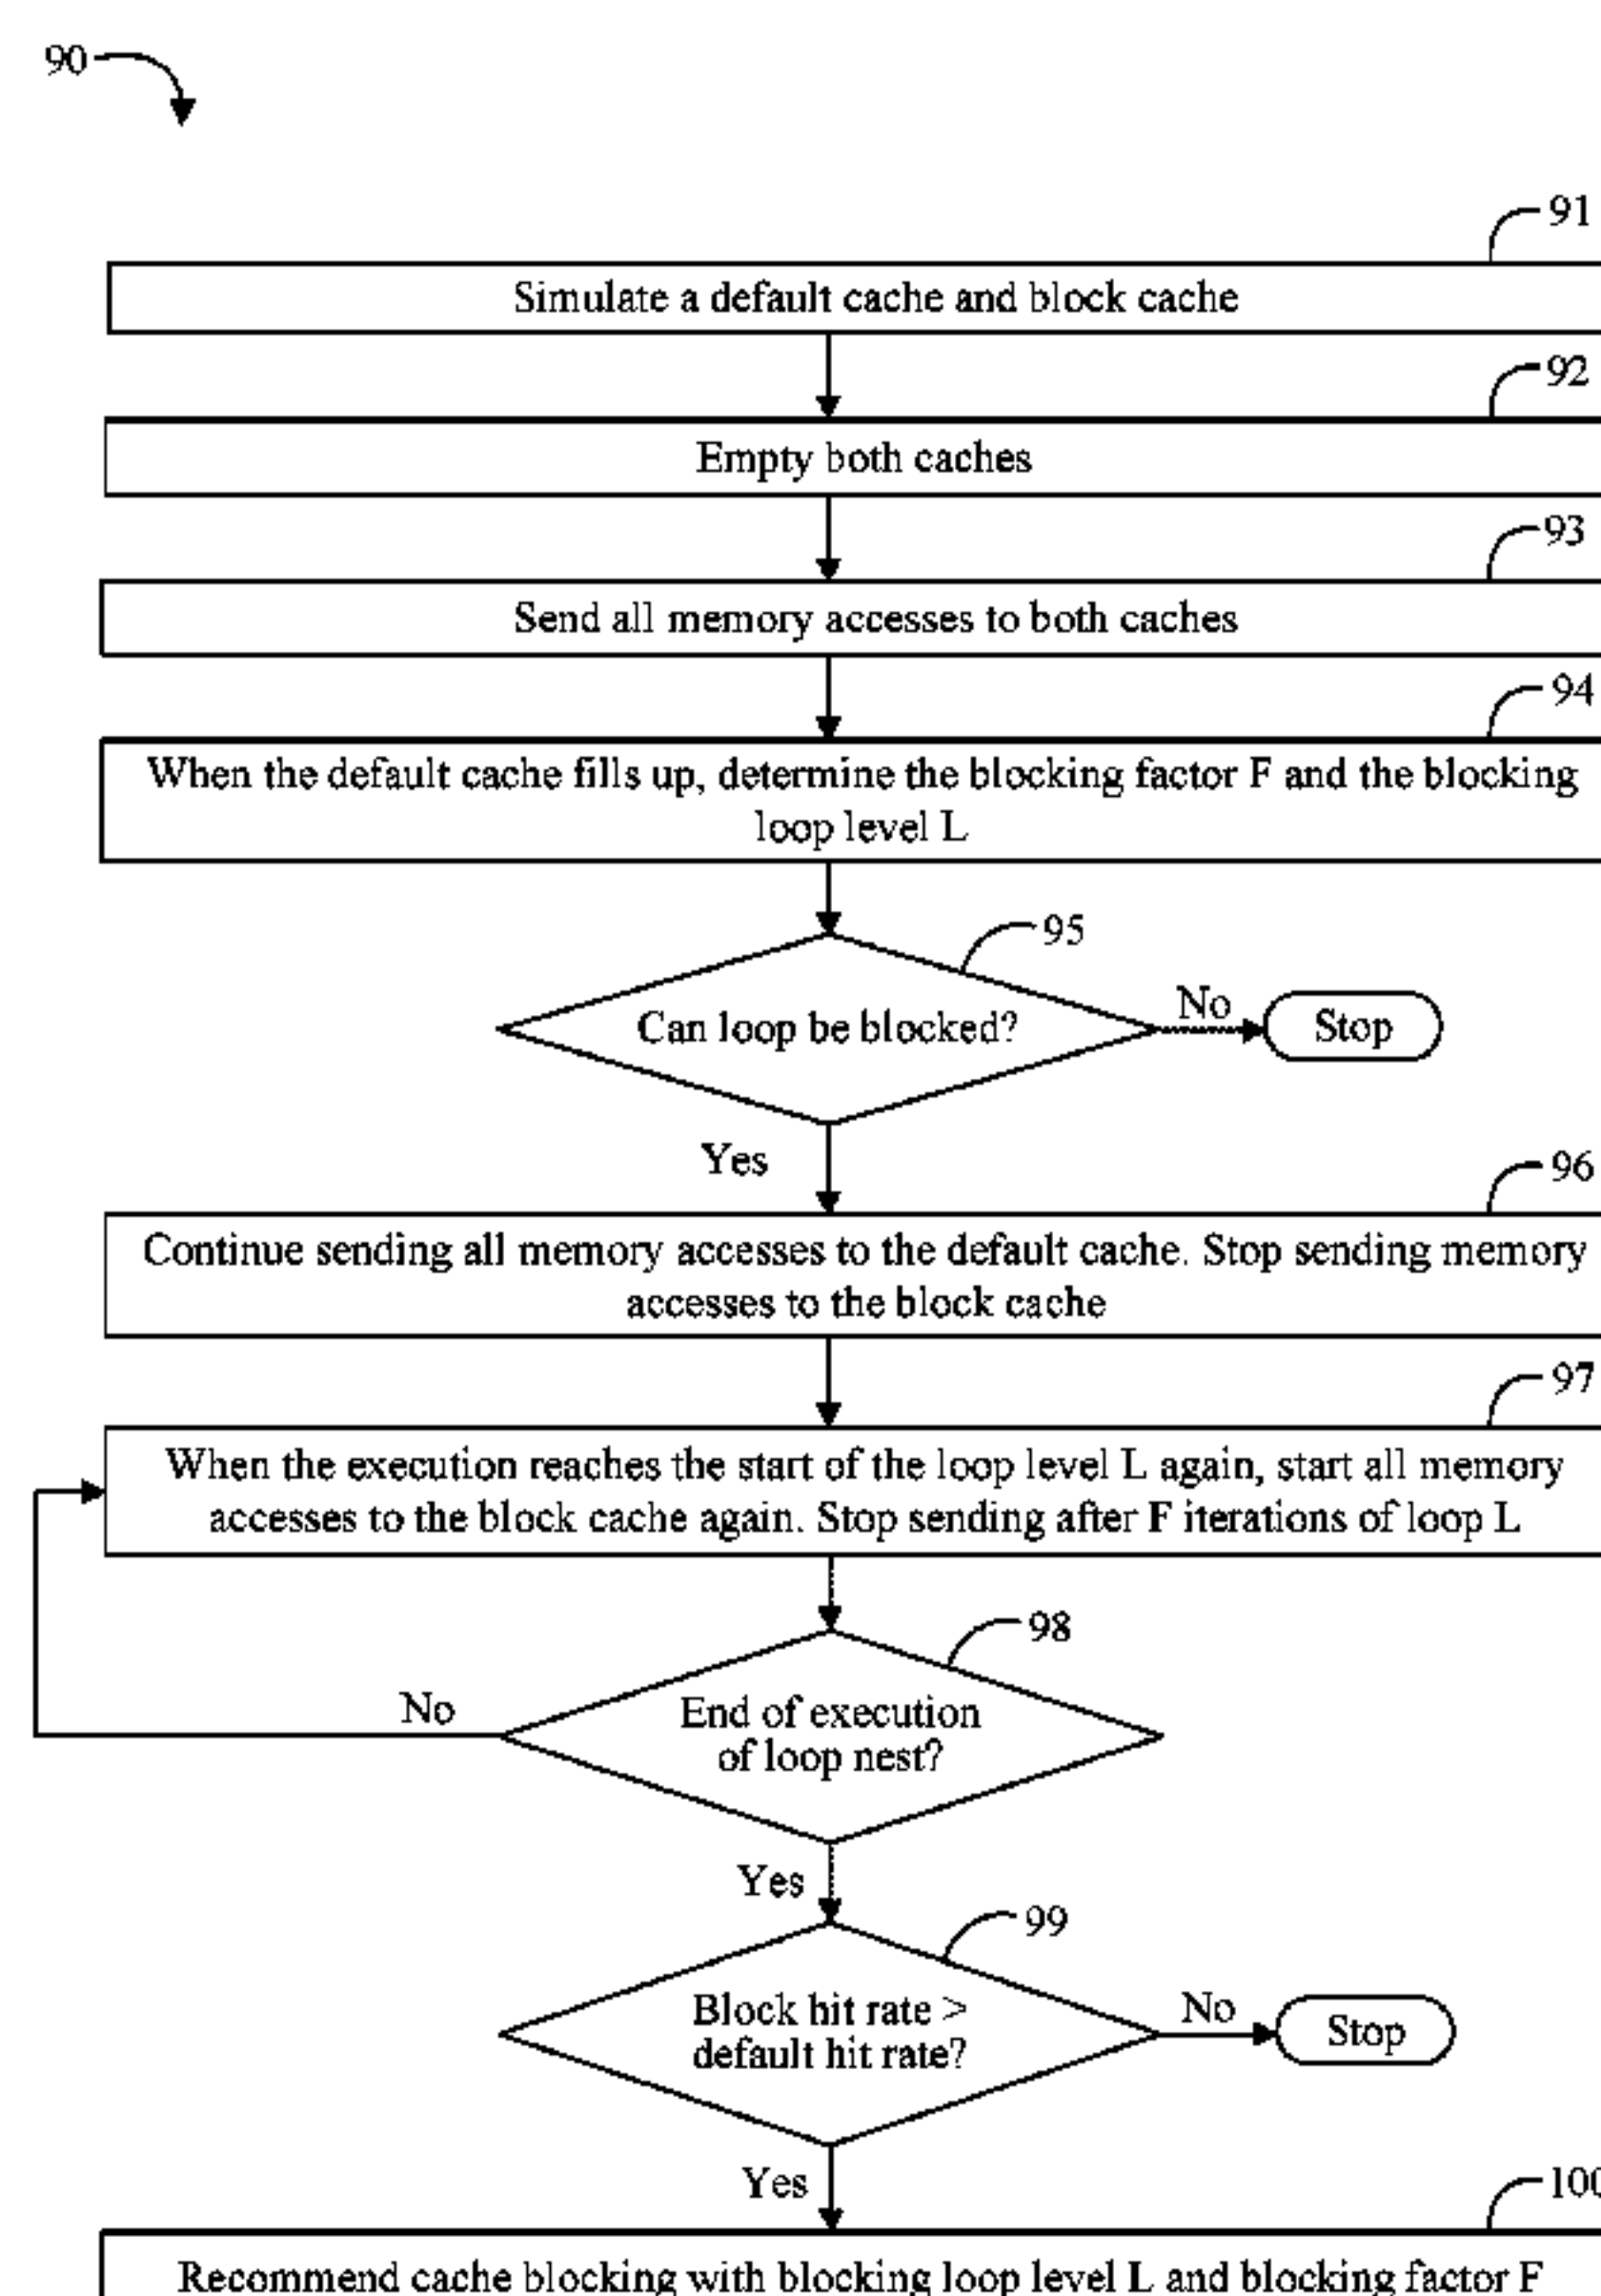 90
91
Simulate a default cache and block cache
92
Empty both caches
93
Send all memory accesses to both caches
94
When the default cache fills up, determine the blocking factor F and the blocking
loop level L
95
Can loop be blocked?
No
Stop
Yes
96
Continue sending all memory accesses to the default cache. Stop sending memory
accesses to the block cache
97
When the execution reaches the start of the loop level L again, start all memory
accesses to the block cache again. Stop sending after F iterations of loop L
98
End of execution
of loop nest?
No
Yes
99
Block hit rate >
default hit rate?
No
Stop
Yes
100
Recommend cache blocking with blocking loop level L and blocking factor F